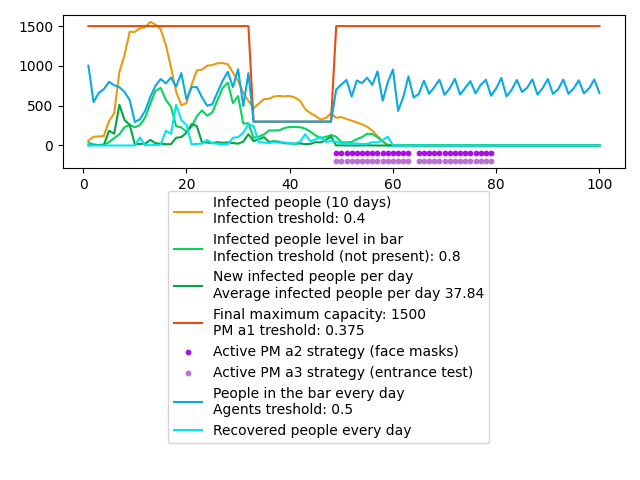 1500
1000
500
0
0
20
40
60
80
100
Infected people (10 days)
Infection treshold: 0.4
Infected people level in bar
Infection treshold (not present): 0.8
New infected people per day
Average infected people per day 37.84
Final maximum capacity: 1500
PM a1 treshold: 0.375
Active PM a2 strategy (face masks)
Active PM a3 strategy (entrance test)
People in the bar every day
Agents treshold: 0.5
Recovered people every day